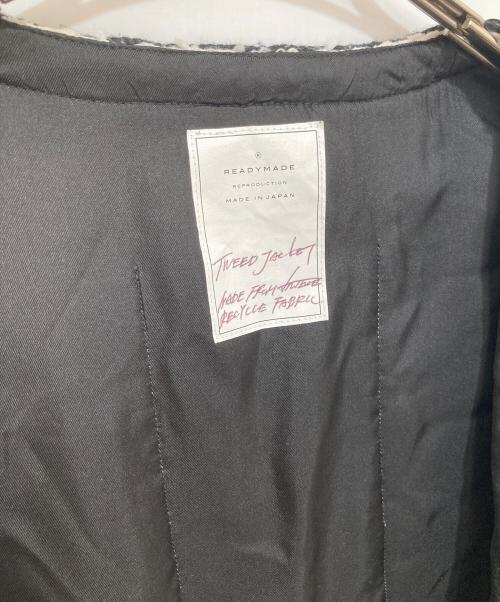 ®
READYMADE
REPRODUCTION
MADE IN JAPAN
TWEED JACKET
MADE FROM
RECYCLE FABRIC